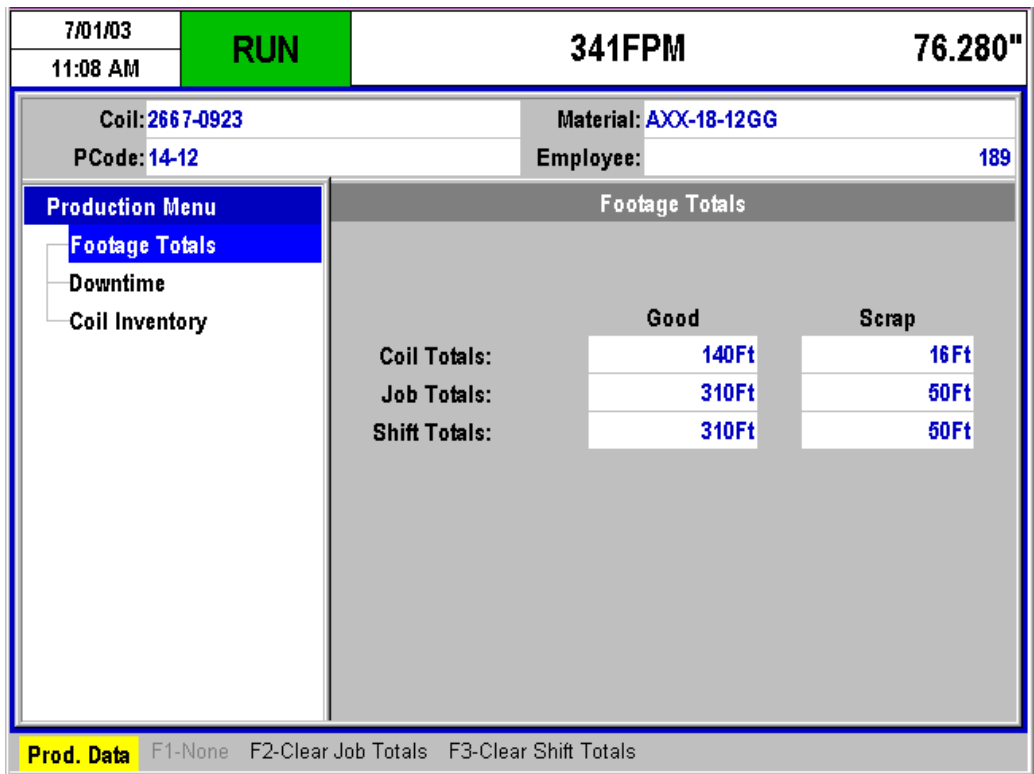 7/01/03
11:08 AM
RUN
341FPM
76.280"
Coil: 2667-0923
Material: AXX-18-12GG
PCode: 14-12
Employee: 189
Production Menu
Footage Totals
Downtime
Coil Inventory
Footage Totals
Good Scrap
Coil Totals: 140Ft 16Ft
Job Totals: 310Ft 50Ft
Shift Totals: 310Ft 50Ft
Prod. Data F1-None F2-Clear Job Totals F3-Clear Shift Totals